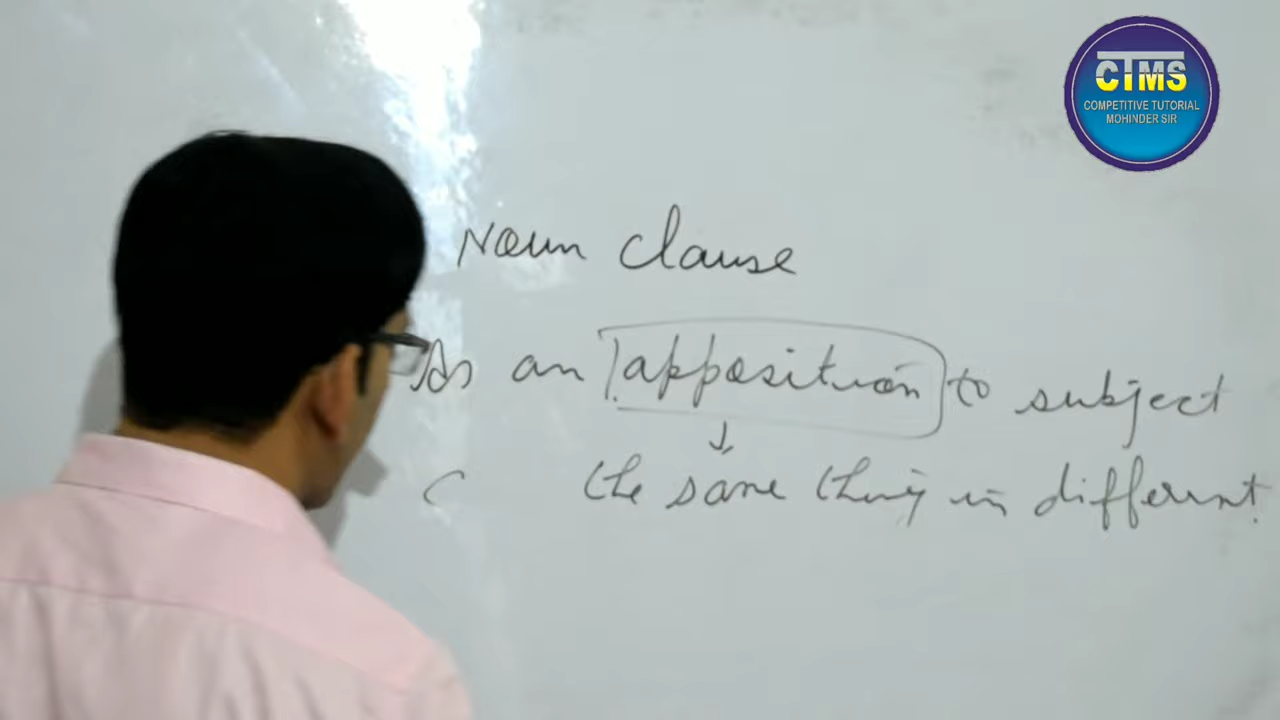 CTMS
COMPETITIVE TUTORIAL
MOHINDER SIR
Noun clause
As an apposition to subject
the same thing in different